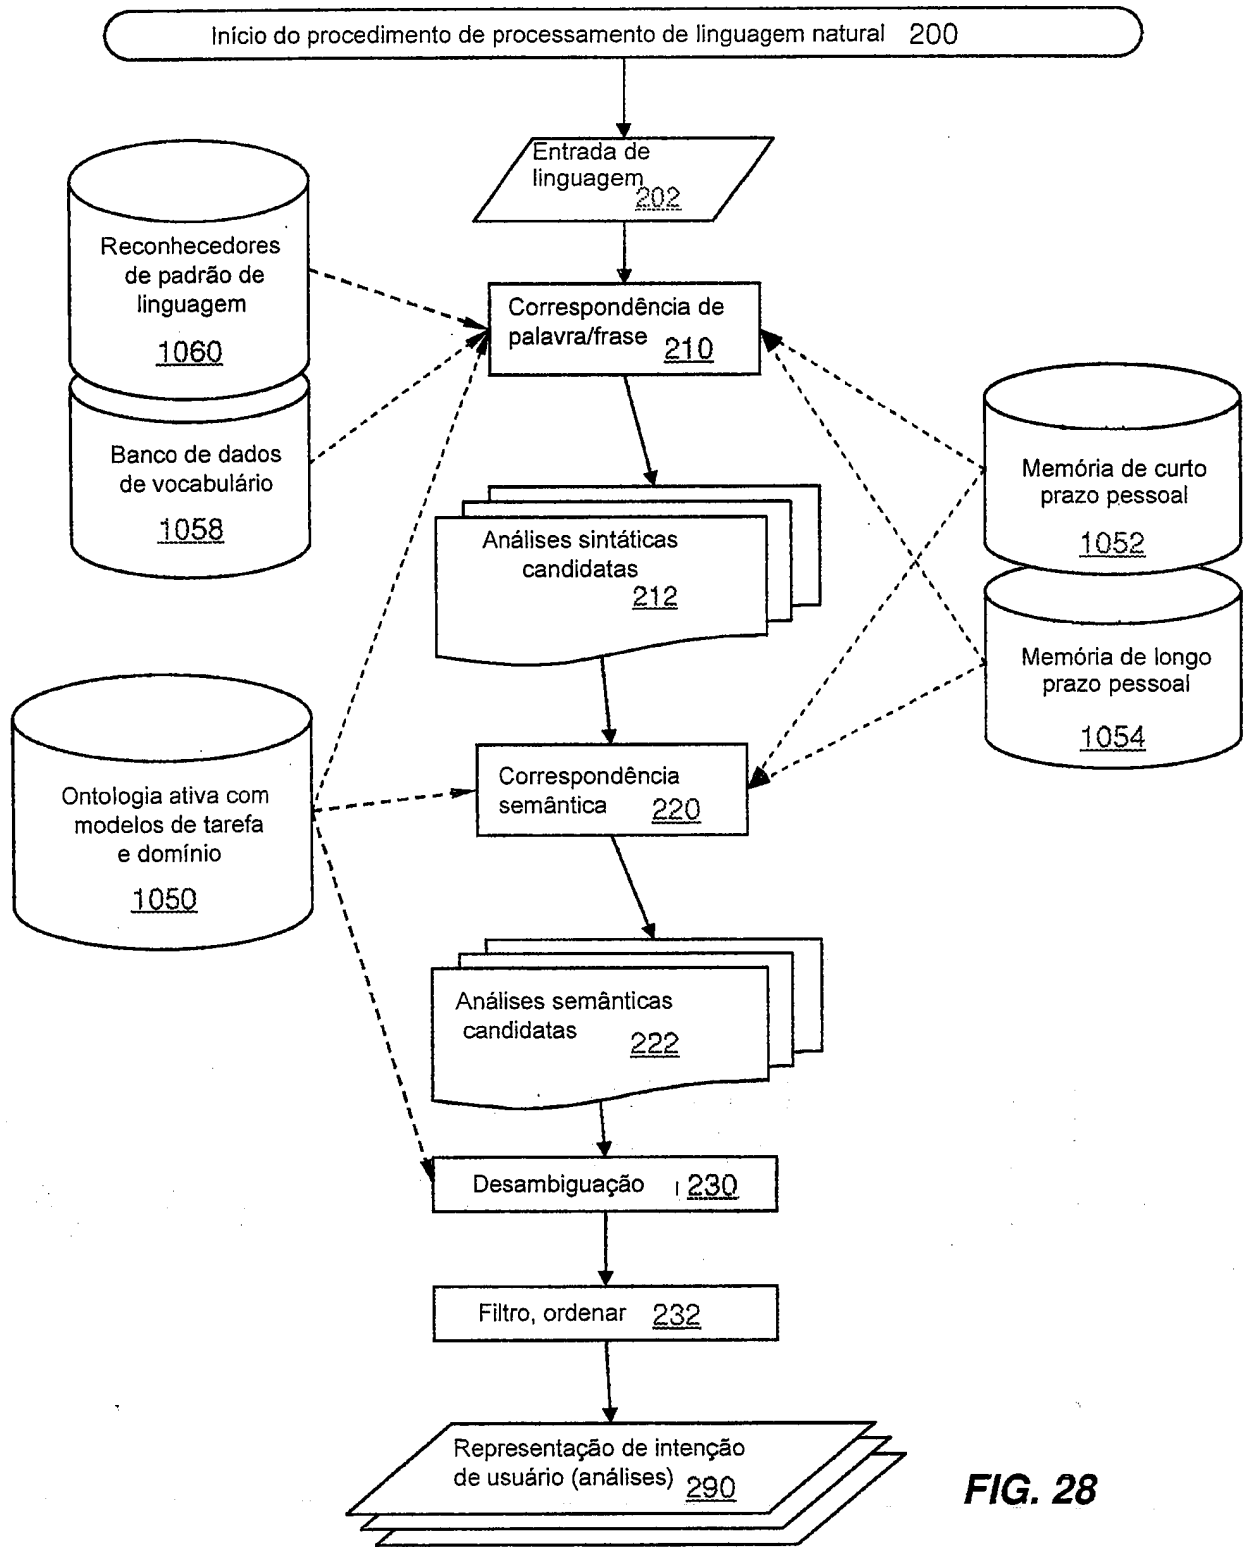 Início do procedimento de processamento de linguagem natural 200
Entrada de
linguagem
202
Reconhecedores
de padrão de
linguagem
1060
Correspondência de
palavra/frase 210
Banco de dados
de vocabulário
1058
Memória de curto
prazo pessoal
1052
Análises sintáticas
candidatas
212
Memória de longo
prazo pessoal
1054
Ontologia ativa com
modelos de tarefa
e domínio
1050
Correspondência
semântica 220
Análises semânticas
candidatas 222
Desambiguação 230
Filtro, ordenar 232
Representação de intenção
de usuário (análises) 290
FIG. 28